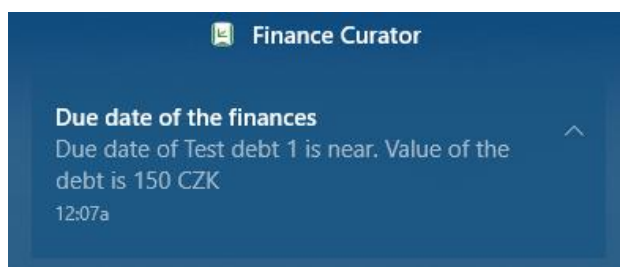 Finance Curator
Due date of the finances
Due date of Test debt 1 is near. Value of the
debt is 150 CZK
12:07a